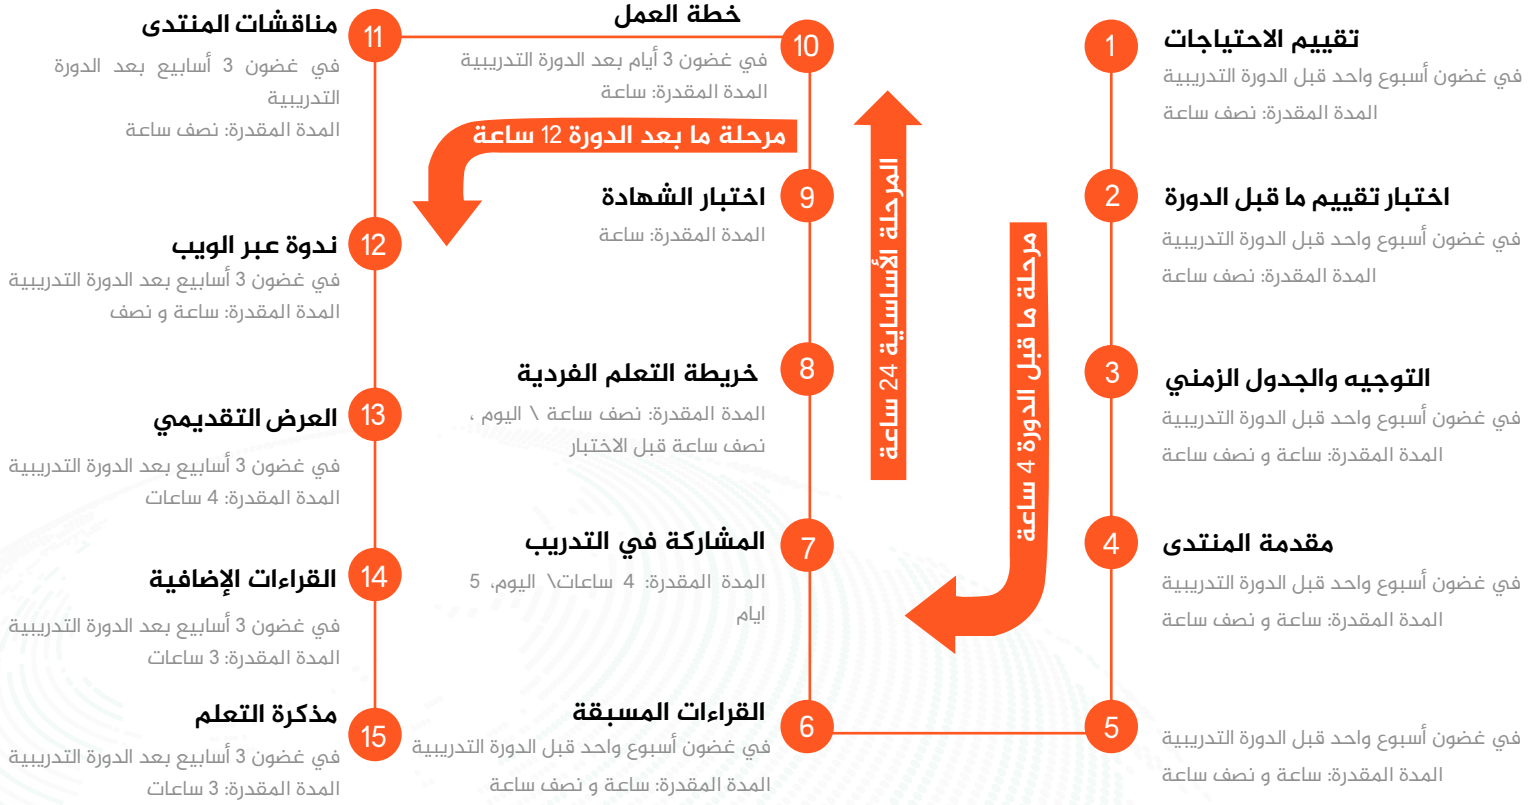 1
تقييم الاحتياجات
في غضون أسبوع واحد قبل الدورة التدريبية
المدة المقدرة: نصف ساعة
2
اختبار تقييم ما قبل الدورة
في غضون أسبوع واحد قبل الدورة التدريبية
المدة المقدرة: نصف ساعة
3
التوجيه والجدول الزمني
في غضون أسبوع واحد قبل الدورة التدريبية
المدة المقدرة: ساعة و نصف ساعة
4
مقدمة المنتدى
في غضون أسبوع واحد قبل الدورة التدريبية
المدة المقدرة: ساعة و نصف ساعة
5
في غضون أسبوع واحد قبل الدورة التدريبية
المدة المقدرة: ساعة و نصف ساعة
مرحلة ما قبل الدورة 4 ساعة
6
القراءات المسبقة
في غضون أسبوع واحد قبل الدورة التدريبية
المدة المقدرة: ساعة و نصف ساعة
7
المشاركة في التدريب
المدة المقدرة: 4 ساعات\ اليوم، 5
ايام
8
خريطة التعلم الفردية
المدة المقدرة: نصف ساعة \ اليوم ،
نصف ساعة قبل الاختبار
9
اختبار الشهادة
المدة المقدرة: ساعة
المرحلة الأساساية 24 ساعة
10
خطة العمل
في غضون 3 أيام بعد الدورة التدريبية
المدة المقدرة: ساعة
مرحلة ما بعد الدورة 12 ساعة
11
مناقشات المنتدى
في غضون 3 أسابيع بعد الدورة
التدريبية
المدة المقدرة: نصف ساعة
12
ندوة عبر الويب
في غضون 3 أسابيع بعد الدورة التدريبية
المدة المقدرة: ساعة و نصف
13
العرض التقديمي
في غضون 3 أسابيع بعد الدورة التدريبية
المدة المقدرة: 4 ساعات
14
القراءات الإضافية
في غضون 3 أسابيع بعد الدورة التدريبية
المدة المقدرة: 3 ساعات
15
مذكرة التعلم
في غضون 3 أسابيع بعد الدورة التدريبية
المدة المقدرة: 3 ساعات